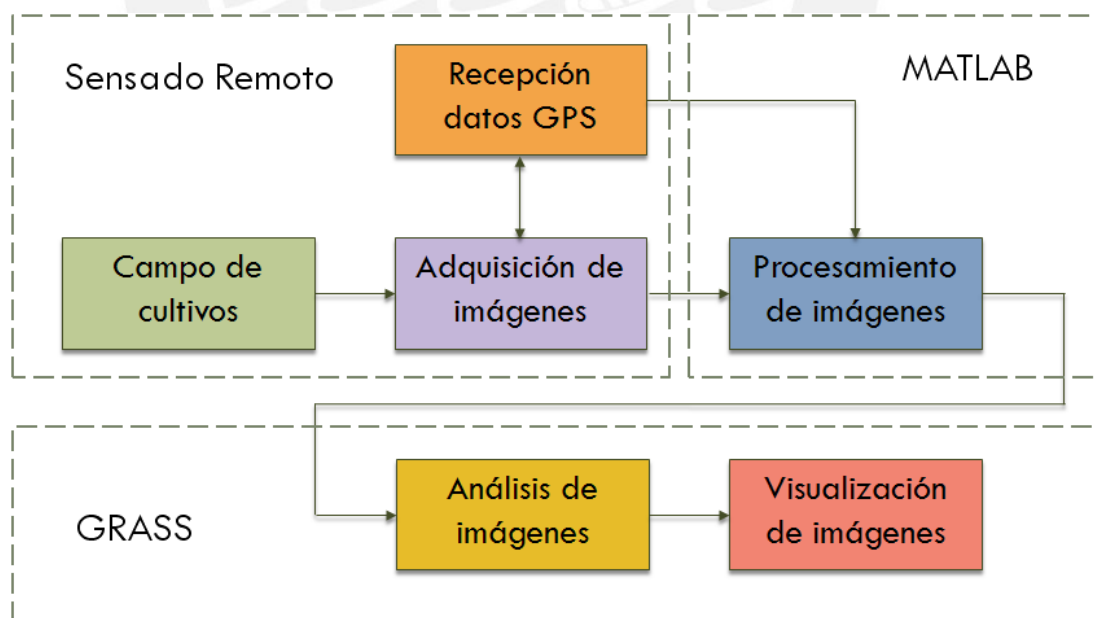 Sensado Remoto
Recepción
datos GPS
MATLAB
Campo de
cultivos
Adquisición de
imágenes
Procesamiento
de imágenes
GRASS
Análisis de
imágenes
Visualización
de imágenes